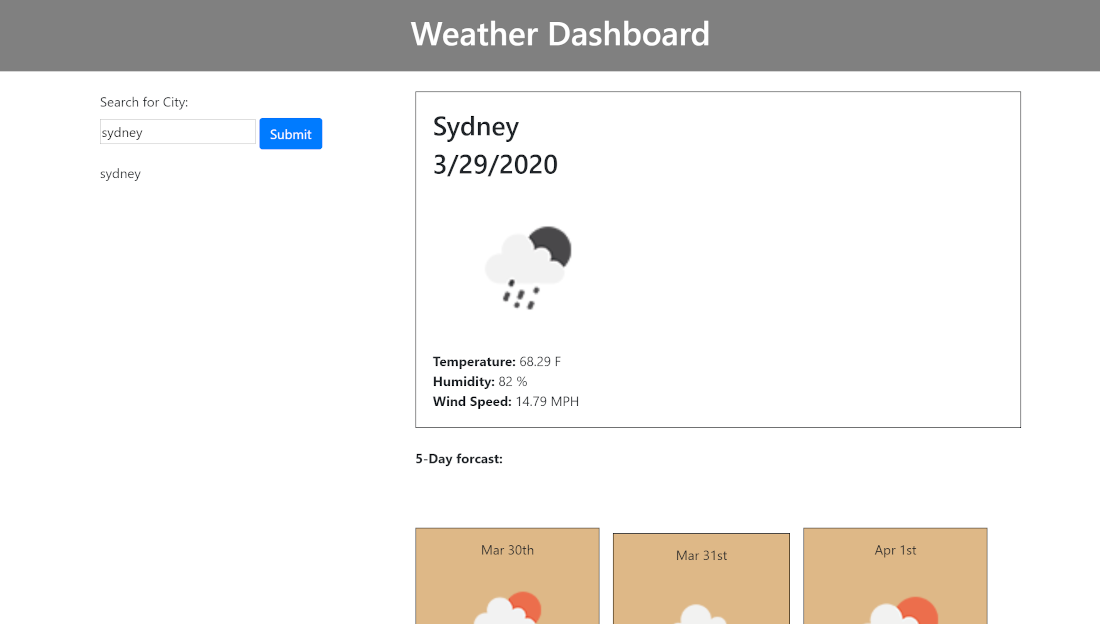 Weather Dashboard
Search for City:
sydney
Submit
sydney
Sydney
3/29/2020
Temperature: 68.29 F
Humidity: 82 %
Wind Speed: 14.79 MPH
5-Day forcast:
Mar 30th
Mar 31st
Apr 1st